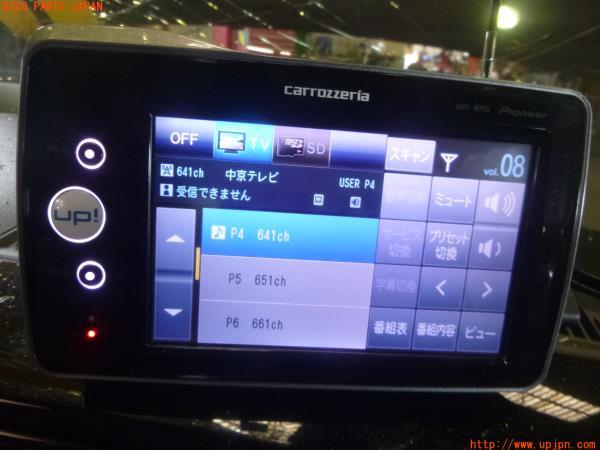 USED PARTS JAPAN
carrozzeria
Pioneer
OFF
TV
microSD
SD
スキャン
vol.08
641ch 中京テレビ USER P4
受信できません
音声切換
ミュート
up!
P4 641ch
サービス切換
プリセット切換
P5 651ch
字幕切換
< >
P6 661ch
番組表
番組内容
ビュー
http://www.upjpn.com